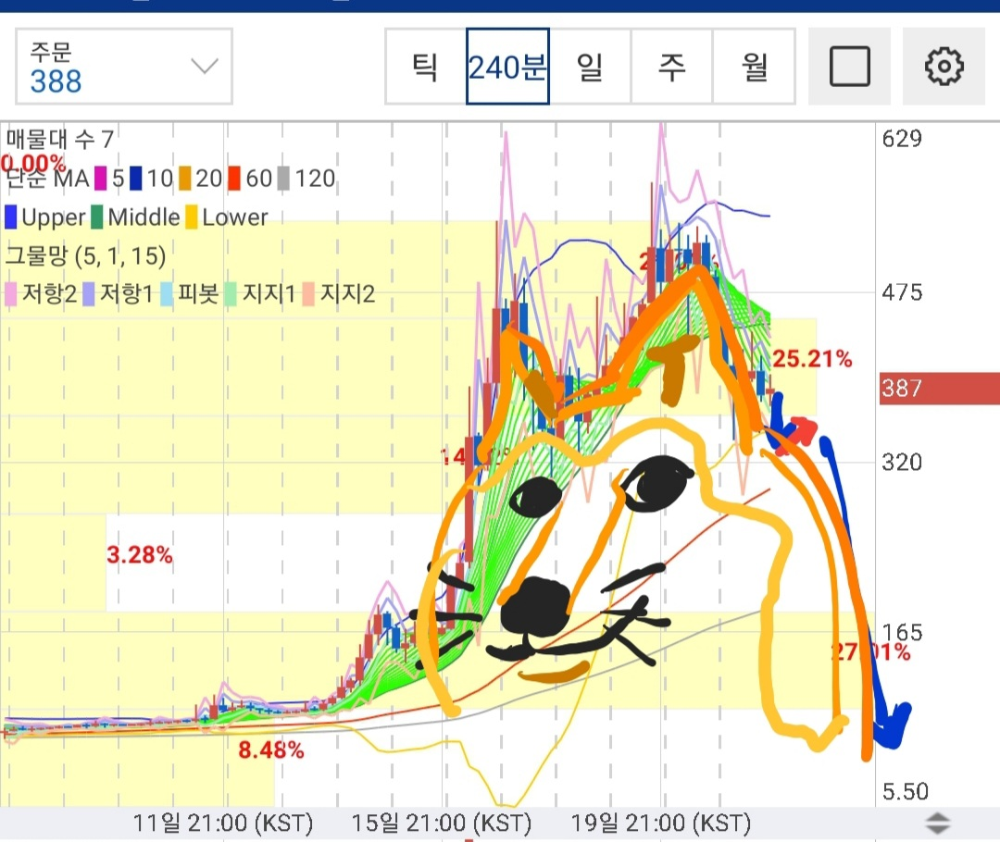 주문
388
틱 240분 일 주 월
매물대 수 7
0.00%
단순 MA 5 10 20 60 120
Upper Middle Lower
그물망 (5, 1, 15)
저항2 저항1 피봇 지지1 지지2
629
475
25.21%
387
320
3.28%
165
8.48%
5.50
11일 21:00 (KST) 15일 21:00 (KST) 19일 21:00 (KST)